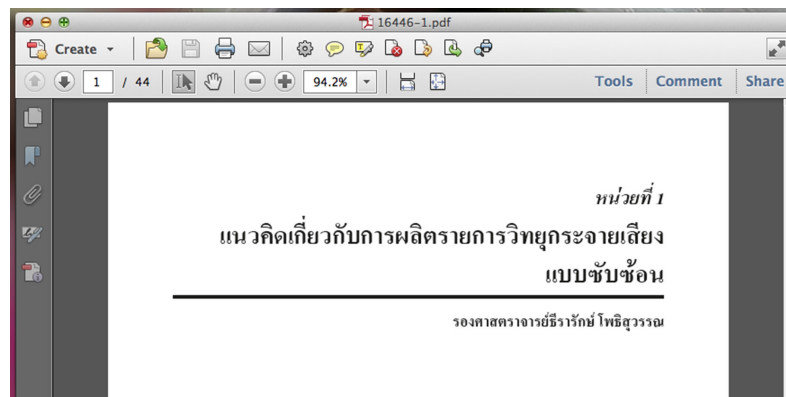 16446-1.pdf
Create
1 / 44 94.2% Tools Comment Share
หน่วยที่ 1
แนวคิดเกี่ยวกับการผลิตรายการวิทยุกระจายเสียง
แบบซับซ้อน
รองศาสตราจารย์ธีรารักษ์ โพธิสุวรรณ